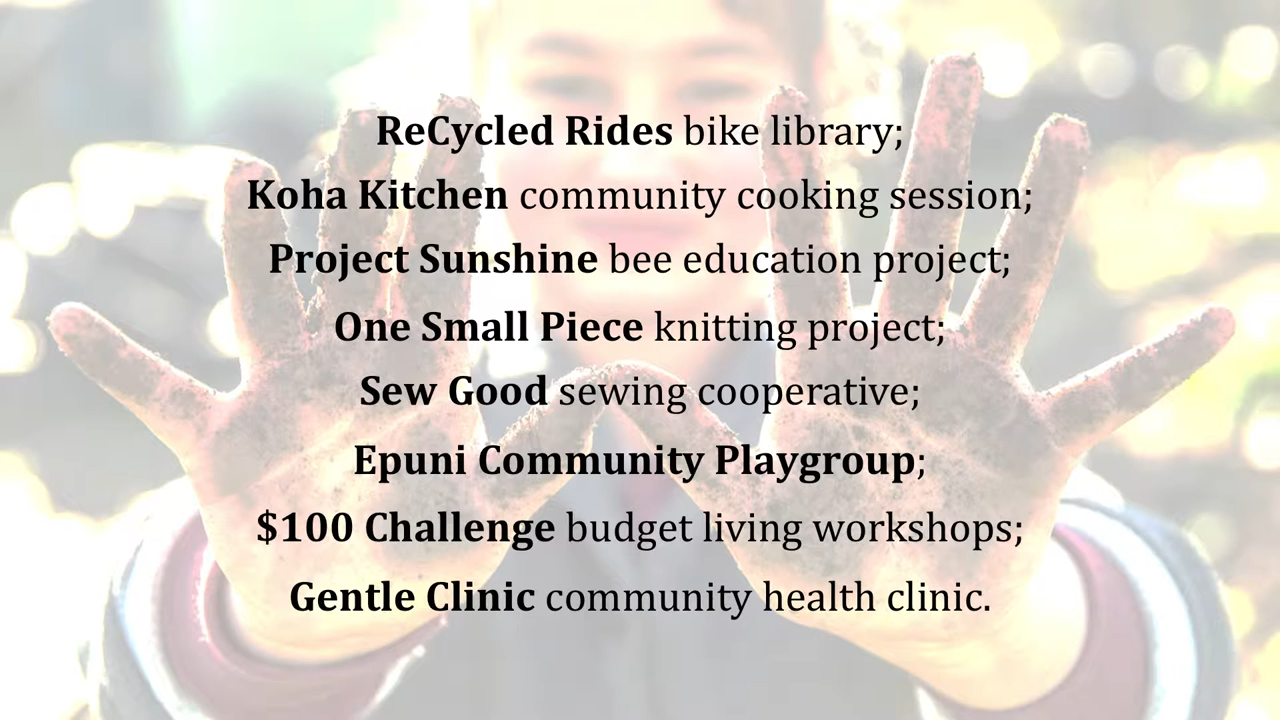 ReCycled Rides bike library;
Koha Kitchen community cooking session;
Project Sunshine bee education project;
One Small Piece knitting project;
Sew Good sewing cooperative;
Epuni Community Playgroup;
$100 Challenge budget living workshops;
Gentle Clinic community health clinic.